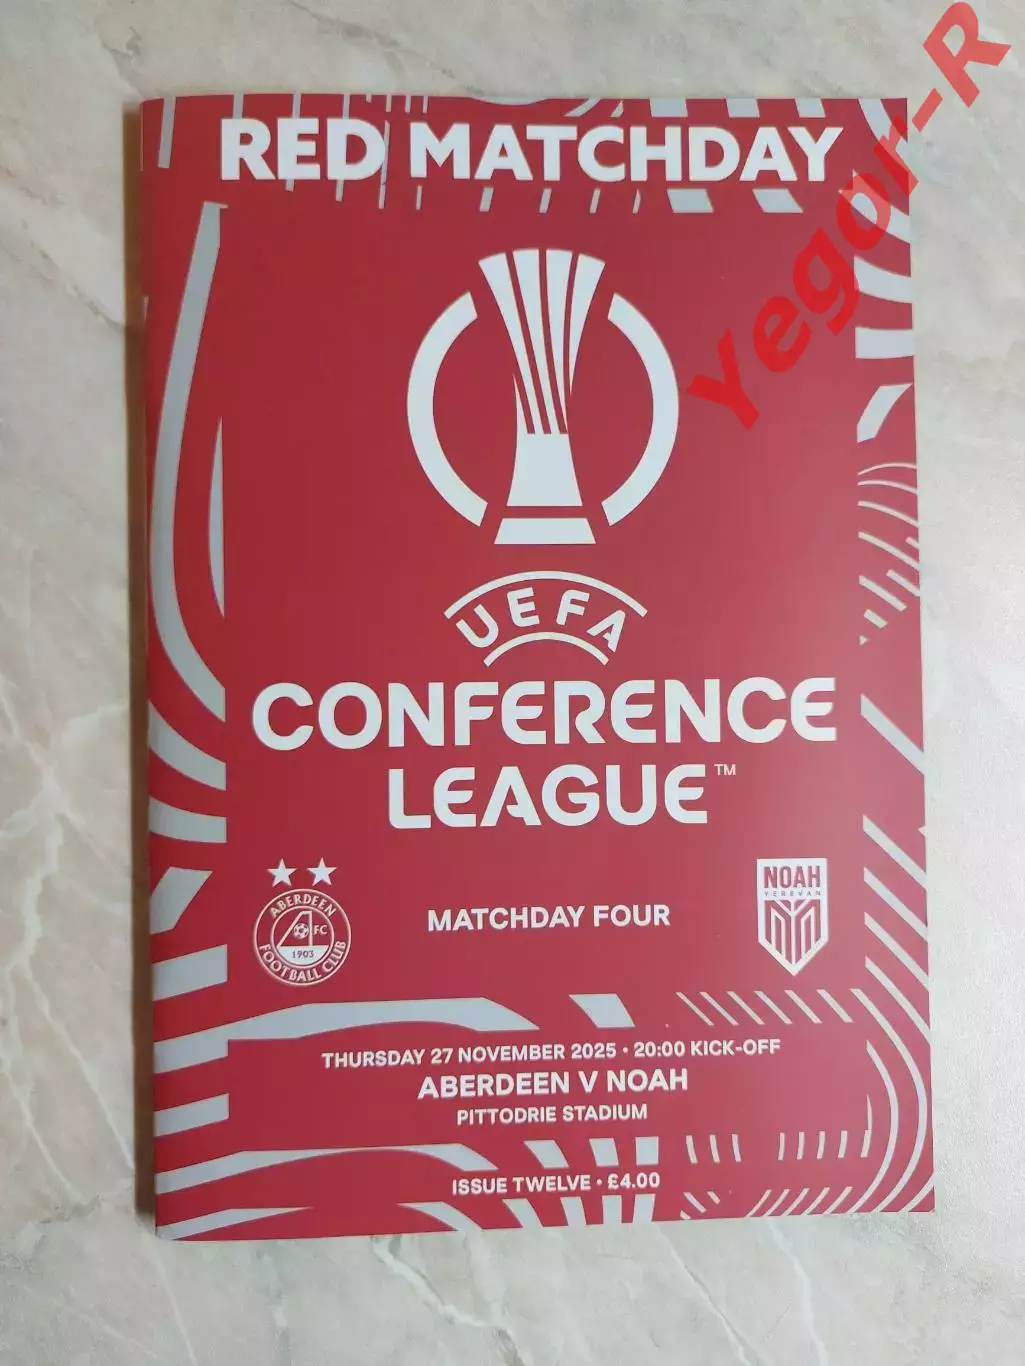 Yegor-R
RED MATCHDAY
UEFA
CONFERENCE
LEAGUE™
ABERDEEN
FC
1903
FOOTBALL CLUB
MATCHDAY FOUR
NOAH
YEREVAN
THURSDAY 27 NOVEMBER 2025 • 20:00 KICK-OFF
ABERDEEN V NOAH
PITTODRIE STADIUM
ISSUE TWELVE • £4.00